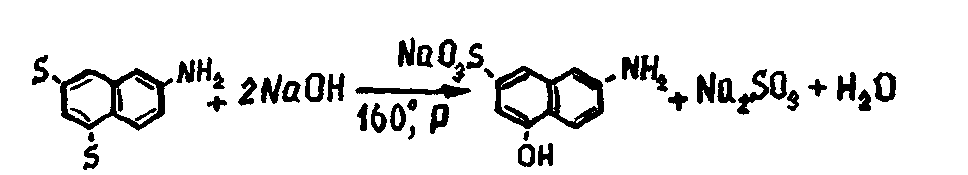 S NH₂ + 2NaOH 160°, p NaO₃S NH₂ + Na₂SO₃ + H₂O
S OH